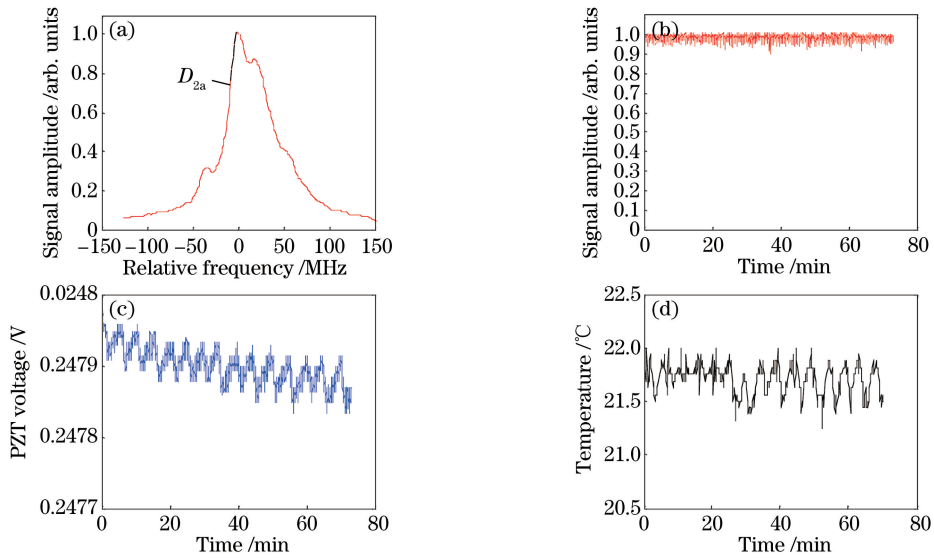 (a)
Signal amplitude /arb. units
1.0
0.8
0.6
0.4
0.2
0
D2a
−150 −100 −50 0 50 100 150
Relative frequency /MHz
(b)
Signal amplitude /arb. units
1.0
0.9
0.8
0.7
0.6
0.5
0.4
0.3
0.2
0.1
0
0 20 40 60 80
Time /min
(c)
PZT voltage /V
0.0248
0.2479
0.2478
0.2477
0 20 40 60 80
Time /min
(d)
Temperature /℃
22.5
22.0
21.5
21.0
20.5
0 20 40 60 80
Time /min